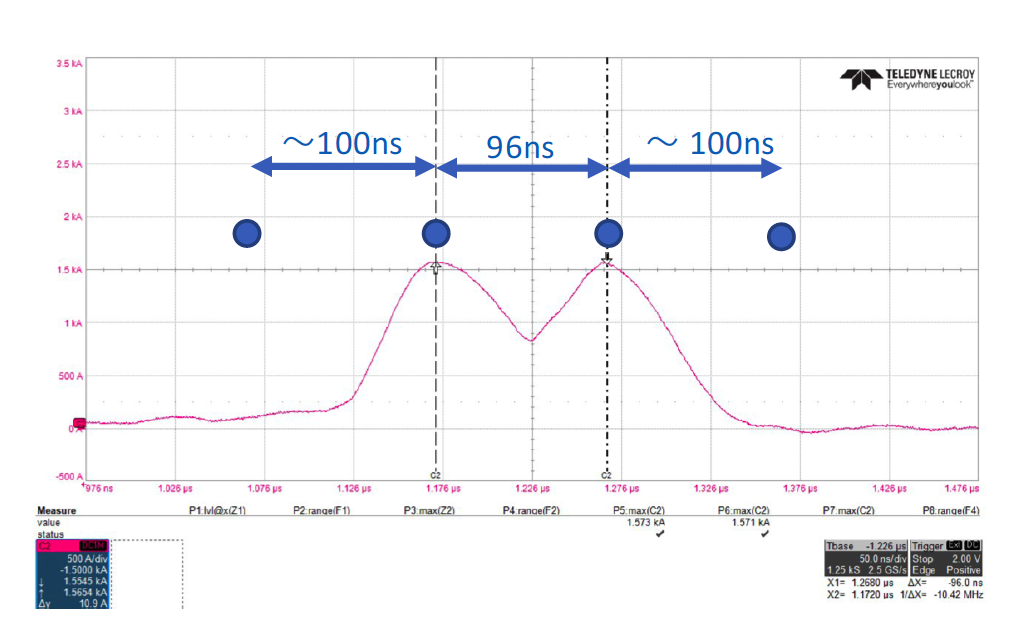 3.5 kA
TELEDYNE LECROY
Everywhereyoulook™
3 kA
～100ns
96ns
～ 100ns
2.5 kA
2 kA
1.5 kA
1 kA
500 A
0 A
-500 A
C2
C2
976 ns
1.026 µs
1.076 µs
1.126 µs
1.176 µs
1.226 µs
1.276 µs
1.326 µs
1.376 µs
1.426 µs
1.476 µs
Measure P1:lvl@x(Z1) P2:range(F1) P3:max(Z2) P4:range(F2) P5:max(C2) P6:max(C2) P7:max(C2) P8:range(F4)
value 1.573 kA 1.571 kA
status
C2 DC1M
500 A/div
-1.5000 kA
↓ 1.5545 kA
↑ 1.5654 kA
Δy 10.9 A
Tbase -1.226 µs
50.0 ns/div
1.25 kS 2.5 GS/s
Trigger Ext DC
Stop 2.00 V
Edge Positive
X1= 1.2680 µs ΔX= -96.0 ns
X2= 1.1720 µs 1/ΔX= -10.42 MHz